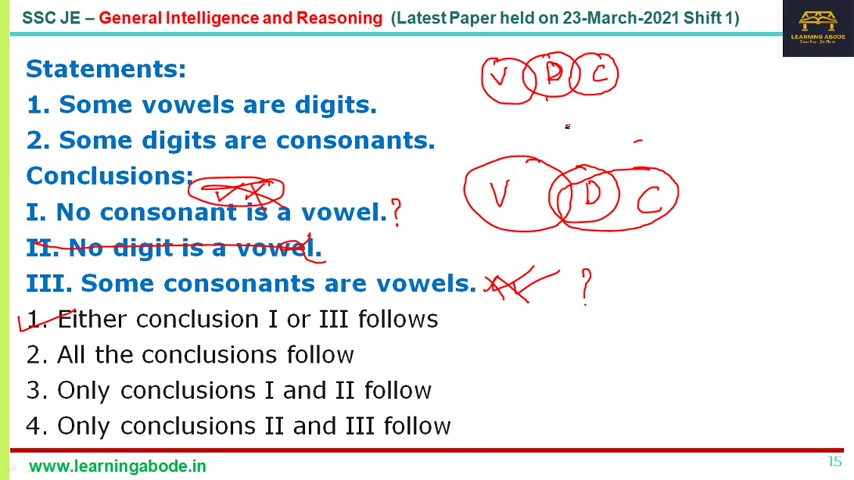 SSC JE – General Intelligence and Reasoning (Latest Paper held on 23-March-2021 Shift 1)
LEARNING ABODE
Statements:
V D C
1. Some vowels are digits.
2. Some digits are consonants.
Conclusions:
V D C
I. No consonant is a vowel. ?
II. No digit is a vowel.
III. Some consonants are vowels. ?
1. Either conclusion I or III follows
2. All the conclusions follow
3. Only conclusions I and II follow
4. Only conclusions II and III follow
www.learningabode.in
15